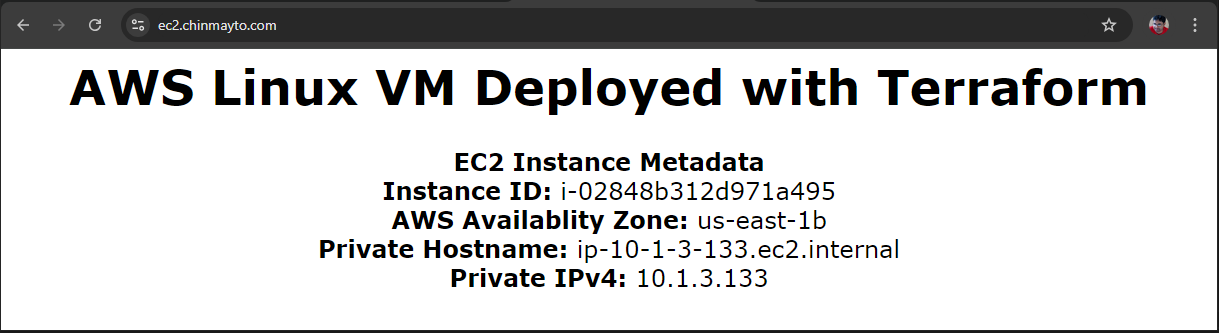 ec2.chinmayto.com
AWS Linux VM Deployed with Terraform
EC2 Instance Metadata
Instance ID: i-02848b312d971a495
AWS Availablity Zone: us-east-1b
Private Hostname: ip-10-1-3-133.ec2.internal
Private IPv4: 10.1.3.133